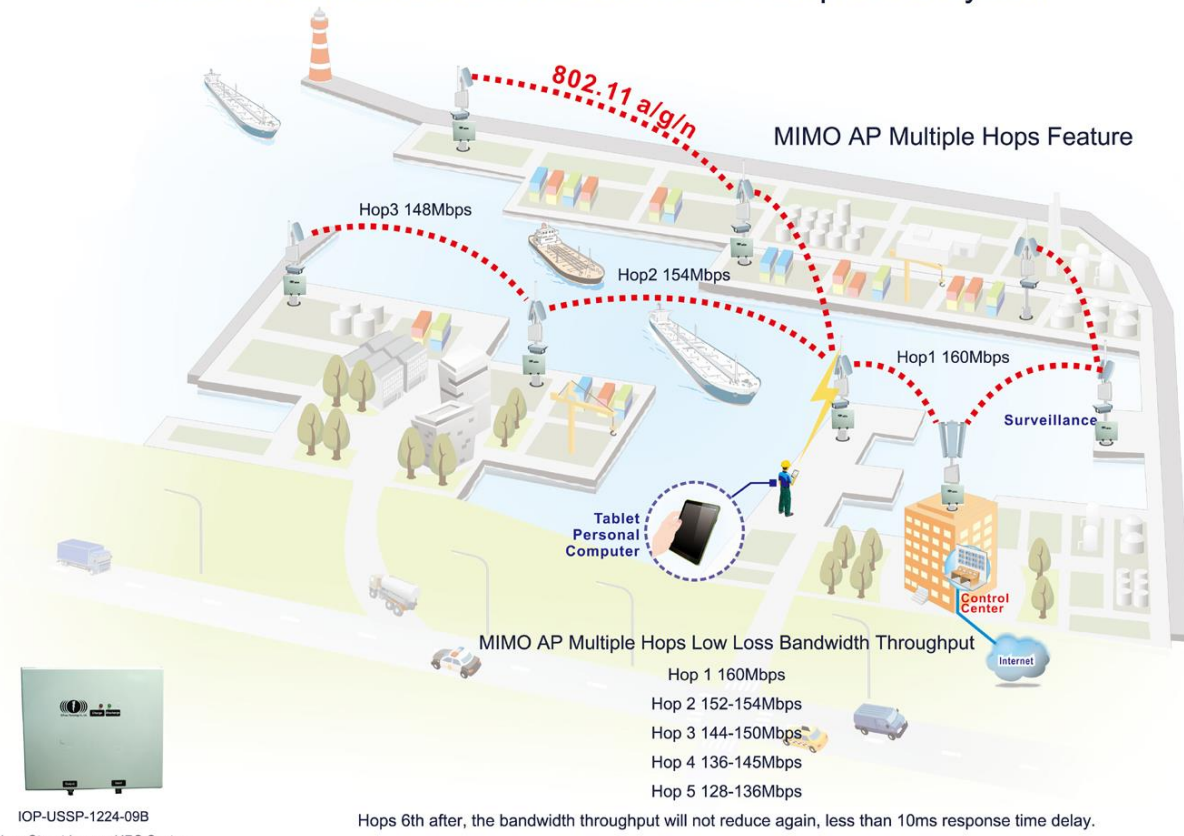 802.11 a/g/n
MIMO AP Multiple Hops Feature
Hop3 148Mbps
Hop2 154Mbps
Hop1 160Mbps
Surveillance
Tablet
Personal
Computer
Control
Center
Internet
MIMO AP Multiple Hops Low Loss Bandwidth Throughput
Hop 1 160Mbps
Hop 2 152-154Mbps
Hop 3 144-150Mbps
Hop 4 136-145Mbps
Hop 5 128-136Mbps
IOP-USSP-1224-09B
Hops 6th after, the bandwidth throughput will not reduce again, less than 10ms response time delay.